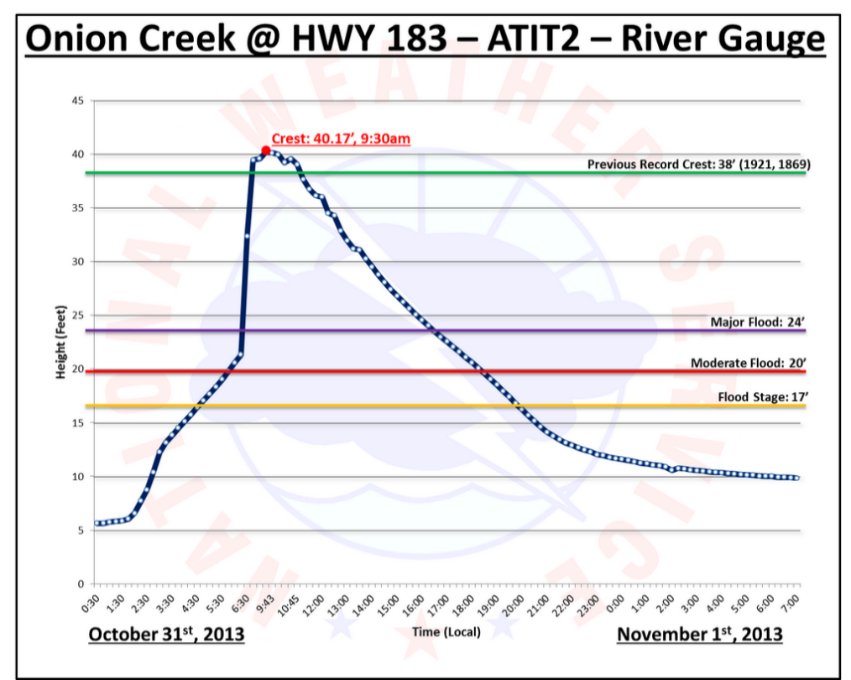 Onion Creek @ HWY 183 – ATIT2 – River Gauge
NATIONAL WEATHER SERVICE
45
Crest: 40.17’, 9:30am
40
Previous Record Crest: 38’ (1921, 1869)
35
30
25
Major Flood: 24’
20
Moderate Flood: 20’
Flood Stage: 17’
15
10
5
0
Height (Feet)
0:30 1:30 2:30 3:30 4:30 5:30 6:30 9:43 10:45 12:00 13:00 14:00 15:00 16:00 17:00 18:00 19:00 20:00 21:00 22:00 23:00 0:00 1:00 2:00 3:00 4:00 5:00 6:00 7:00
October 31st, 2013
Time (Local)
November 1st, 2013